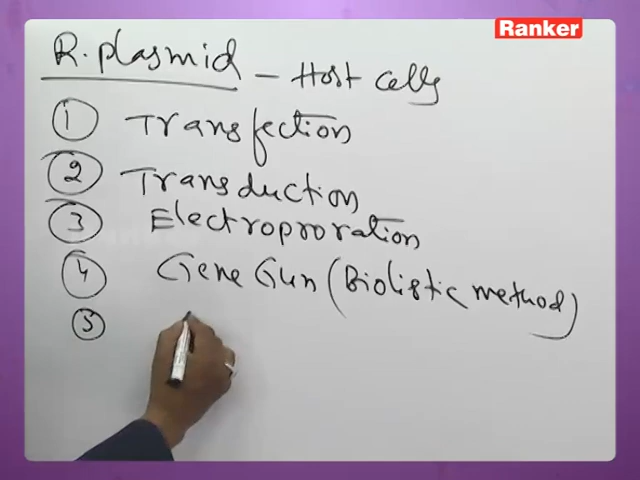 Ranker
R. plasmid – Host cells
① Transfection
② Transduction
③ Electroproration
④ Gene Gun (Biolistic method)
⑤